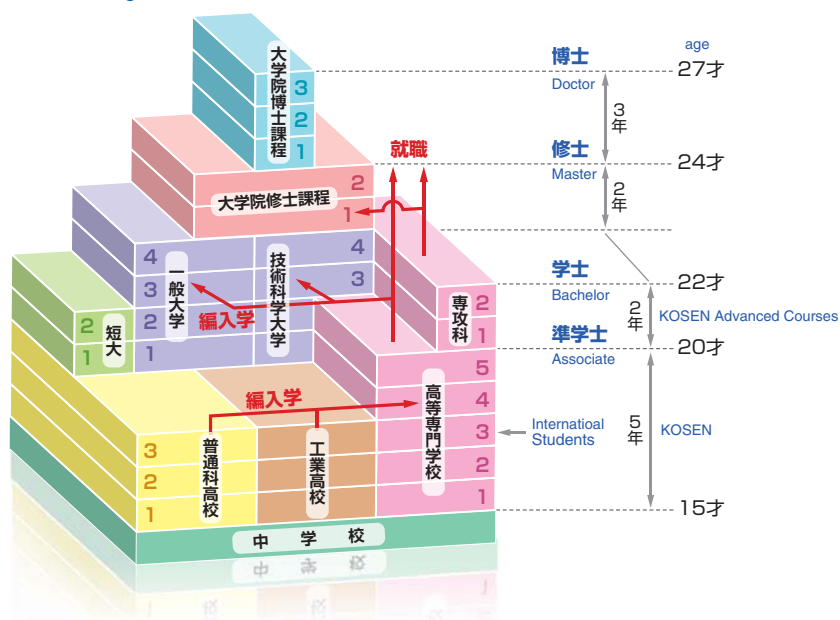 age
大学院博士課程
3
2
1
博士
Doctor
27才
3年
就職
修士
Master
24才
大学院修士課程
2
1
2年
4
3
2
1
一般大学
技術科学大学
4
3
編入学
学士
Bachelor
22才
専攻科
2
1
2年
KOSEN Advanced Courses
短大
2
1
準学士
Associate
20才
編入学
高等専門学校
5
4
3
2
1
Internatioal
Students
5年
KOSEN
普通科高校
3
2
1
工業高校
15才
中学校